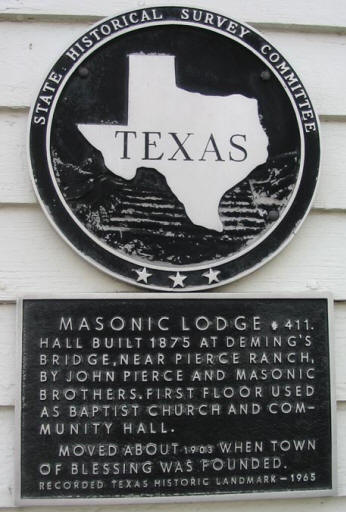 STATE HISTORICAL SURVEY COMMITTEE
TEXAS
MASONIC LODGE # 411.
HALL BUILT 1875 AT DEMING'S
BRIDGE, NEAR PIERCE RANCH,
BY JOHN PIERCE AND MASONIC
BROTHERS. FIRST FLOOR USED
AS BAPTIST CHURCH AND COM-
MUNITY HALL.
MOVED ABOUT 1903 WHEN TOWN
OF BLESSING WAS FOUNDED.
RECORDED TEXAS HISTORIC LANDMARK - 1965